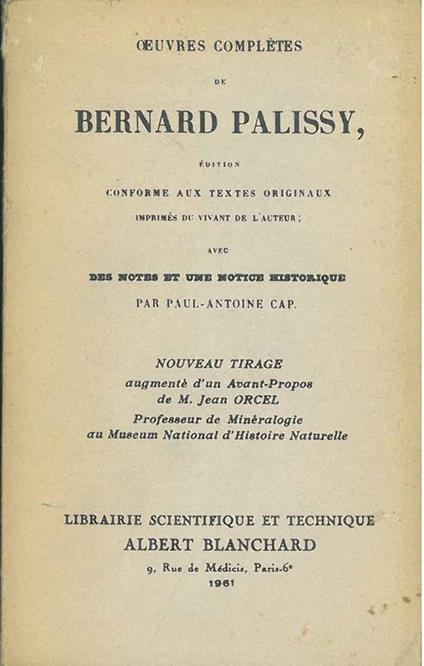 ŒUVRES COMPLÈTES
DE
BERNARD PALISSY,
ÉDITION
CONFORME AUX TEXTES ORIGINAUX
IMPRIMÉS DU VIVANT DE L'AUTEUR;
AVEC
DES NOTES ET UNE NOTICE HISTORIQUE
PAR PAUL-ANTOINE CAP.
NOUVEAU TIRAGE
augmenté d'un Avant-Propos
de M. Jean ORCEL
Professeur de Minéralogie
au Museum National d'Histoire Naturelle
LIBRAIRIE SCIENTIFIQUE ET TECHNIQUE
ALBERT BLANCHARD
9, Rue de Médicis, Paris-6e
1961